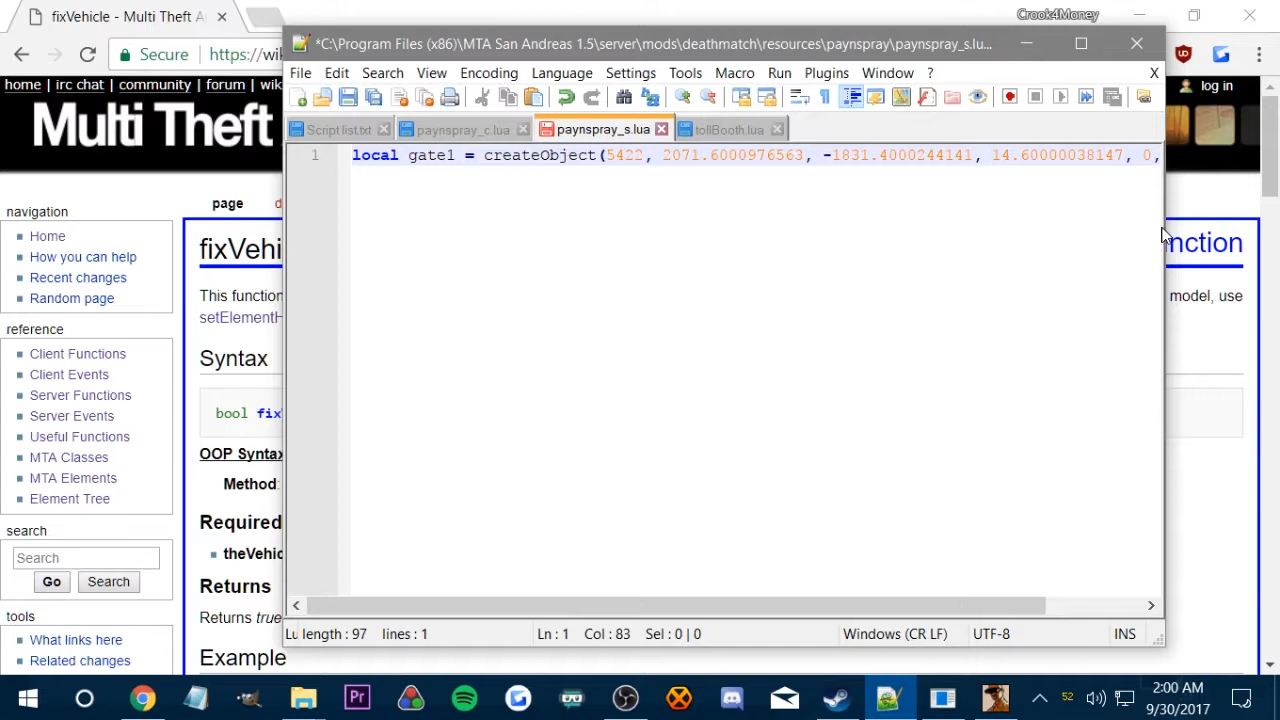 fixVehicle - Multi Theft A
Crook4Money
Secure
https://wik
*C:\Program Files (x86)\MTA San Andreas 1.5\server\mods\deathmatch\resources\paynspray\paynspray_s.lu...
File Edit Search View Encoding Language Settings Tools Macro Run Plugins Window ? X
home | irc chat | community | forum | wik
log in
Multi Theft
Script list.txt
paynspray_c.lua
paynspray_s.lua
tollBooth.lua
1 local gate1 = createObject(5422, 2071.6000976563, -1831.4000244141, 14.60000038147, 0,
navigation
Home
How you can help
Recent changes
Random page
reference
Client Functions
Client Events
Server Functions
Server Events
Useful Functions
MTA Classes
MTA Elements
Element Tree
search
Search
Go Search
tools
What links here
Related changes
page d
fixVehi
nction
This function
model, use
setElementH
Syntax
bool fix
OOP Syntax
Method:
Required
theVehic
Returns
Returns true
Example
Lu length : 97 lines : 1 Ln : 1 Col : 83 Sel : 0 | 0 Windows (CR LF) UTF-8 INS
52
2:00 AM
9/30/2017